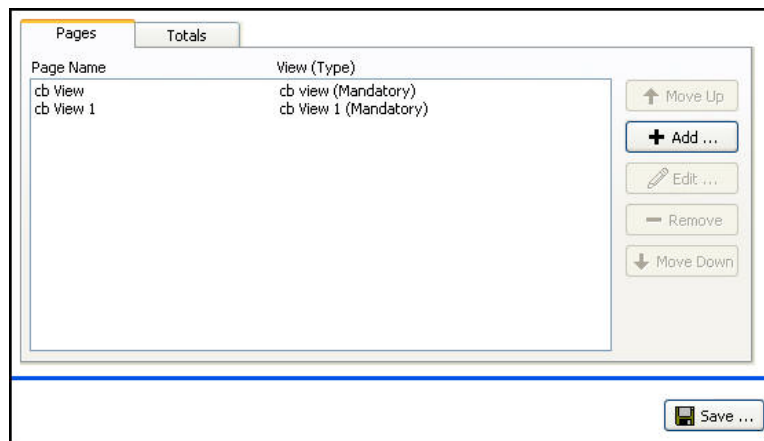 Pages Totals
Page Name View (Type)
cb View cb view (Mandatory)
cb View 1 cb View 1 (Mandatory)
Move Up
Add ...
Edit ...
Remove
Move Down
Save ...